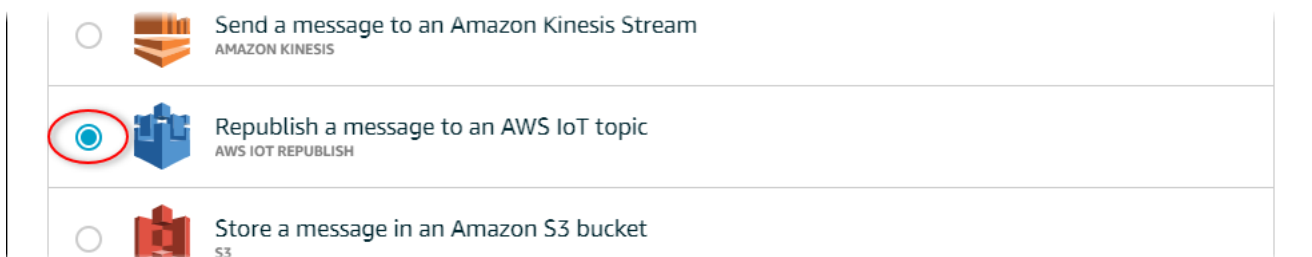 Send a message to an Amazon Kinesis Stream
AMAZON KINESIS
Republish a message to an AWS IoT topic
AWS IOT REPUBLISH
Store a message in an Amazon S3 bucket
S3